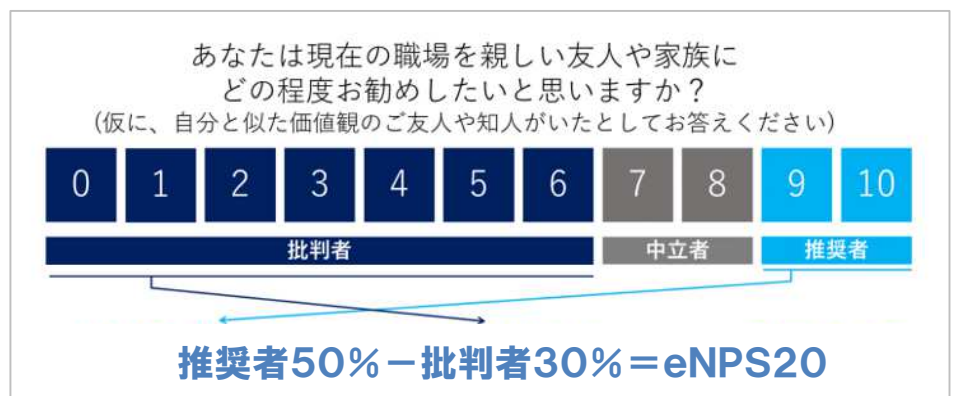 あなたは現在の職場を親しい友人や家族に
どの程度お勧めしたいと思いますか？
（仮に、自分と似た価値観のご友人や知人がいたとしてお答えください）
0 1 2 3 4 5 6 7 8 9 10
批判者 中立者 推奨者
推奨者50％－批判者30％＝eNPS20